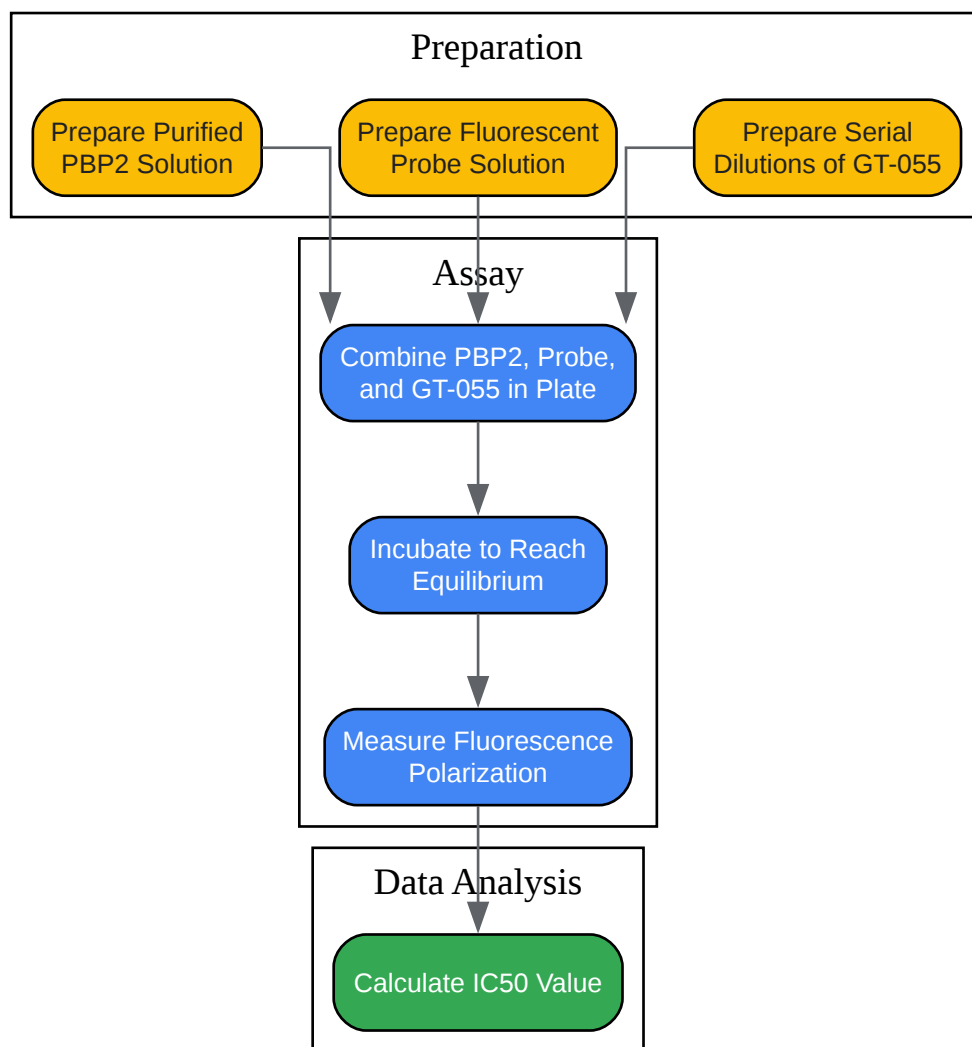 Preparation
Prepare Purified
PBP2 Solution
Prepare Fluorescent
Probe Solution
Prepare Serial
Dilutions of GT-055
Assay
Combine PBP2, Probe,
and GT-055 in Plate
Incubate to Reach
Equilibrium
Measure Fluorescence
Polarization
Data Analysis
Calculate IC50 Value